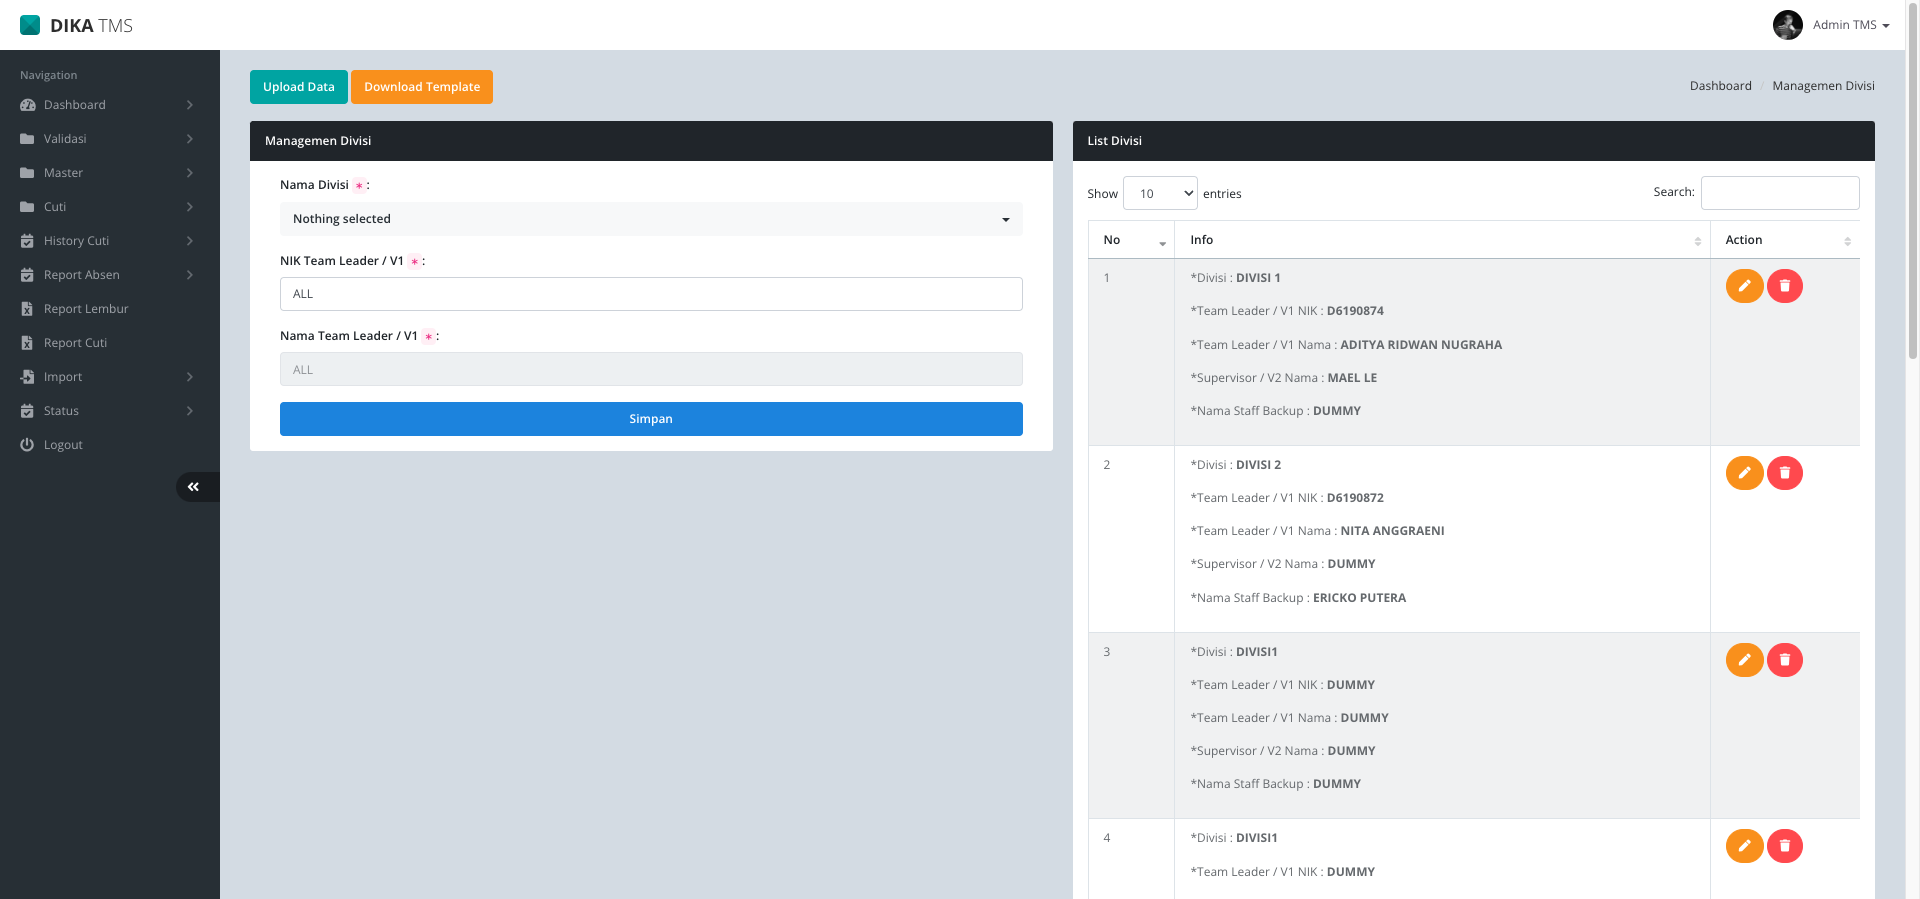 DIKA TMS
Admin TMS
Navigation
Dashboard
Validasi
Master
Cuti
History Cuti
Report Absen
Report Lembur
Report Cuti
Import
Status
Logout
Upload Data
Download Template
Dashboard / Managemen Divisi
Managemen Divisi
Nama Divisi *:
Nothing selected
NIK Team Leader / V1 *:
ALL
Nama Team Leader / V1 *:
ALL
Simpan
List Divisi
Show 10 entries
Search:
No Info Action
1
*Divisi : DIVISI 1
*Team Leader / V1 NIK : D6190874
*Team Leader / V1 Nama : ADITYA RIDWAN NUGRAHA
*Supervisor / V2 Nama : MAEL LE
*Nama Staff Backup : DUMMY
2
*Divisi : DIVISI 2
*Team Leader / V1 NIK : D6190872
*Team Leader / V1 Nama : NITA ANGGRAENI
*Supervisor / V2 Nama : DUMMY
*Nama Staff Backup : ERICKO PUTERA
3
*Divisi : DIVISI1
*Team Leader / V1 NIK : DUMMY
*Team Leader / V1 Nama : DUMMY
*Supervisor / V2 Nama : DUMMY
*Nama Staff Backup : DUMMY
4
*Divisi : DIVISI1
*Team Leader / V1 NIK : DUMMY